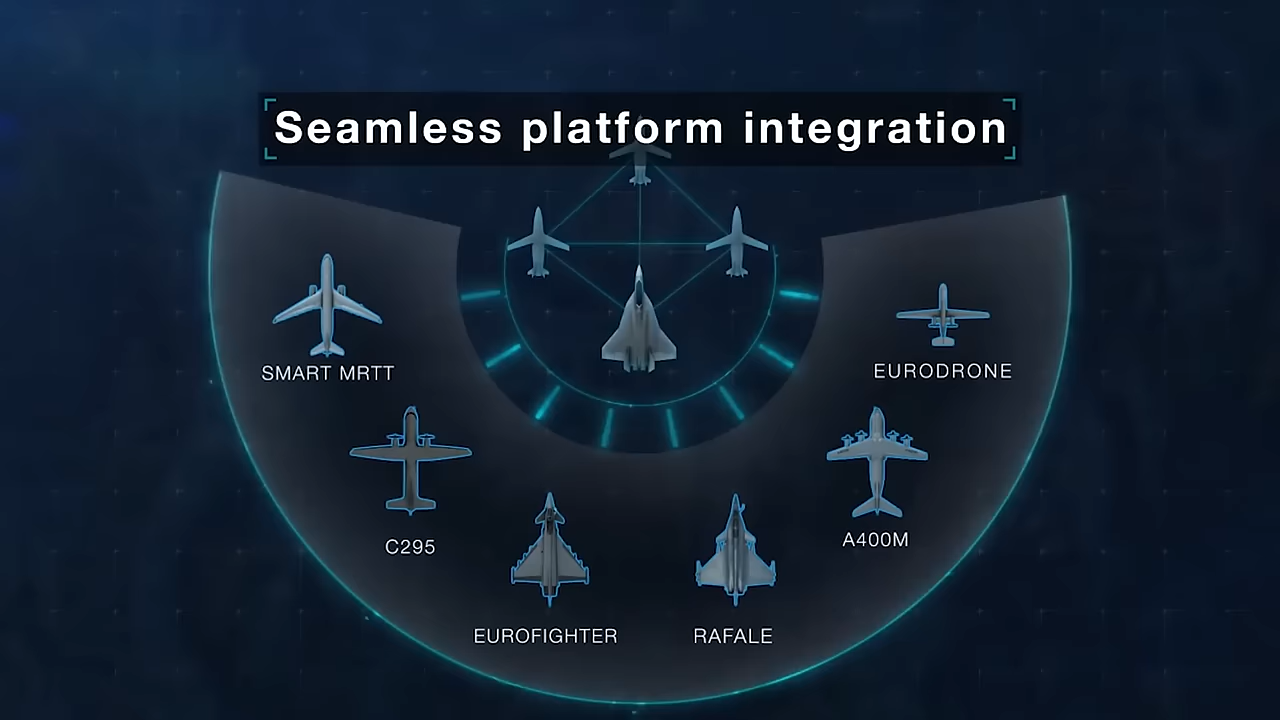 Seamless platform integration
SMART MRTT
EURODRONE
C295
A400M
EUROFIGHTER
RAFALE